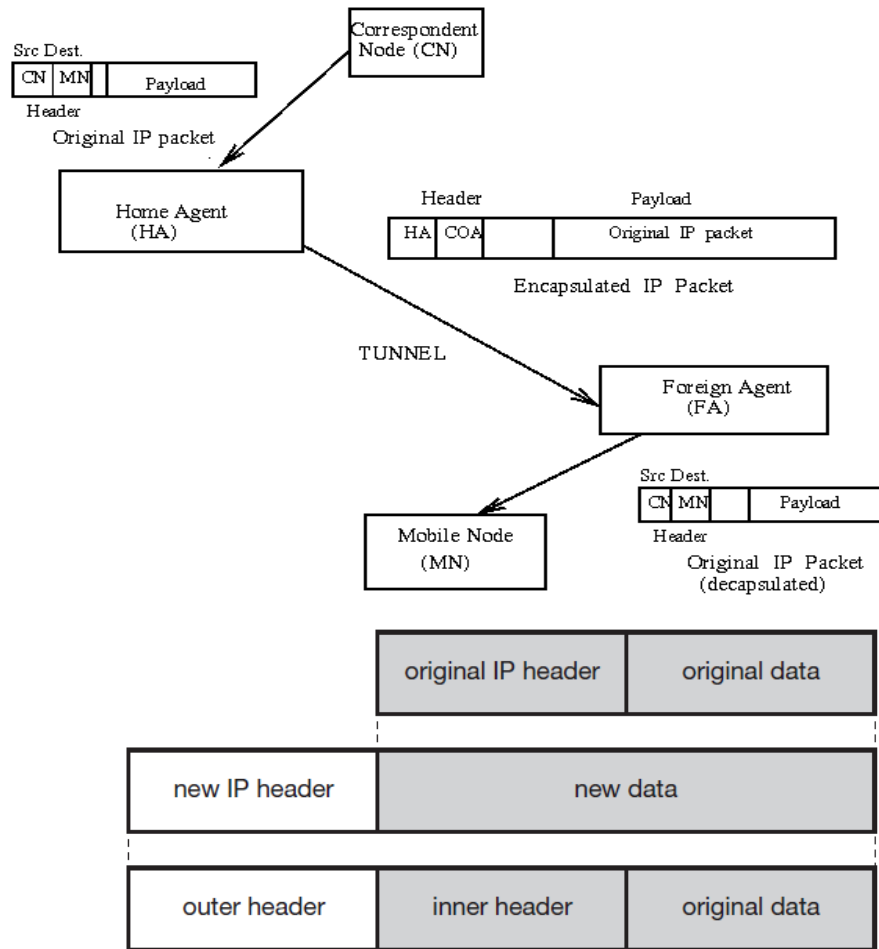 Correspondent
Node (CN)
Src Dest.
CN MN Payload
Header
Original IP packet
Home Agent
(HA)
Header Payload
HA COA Original IP packet
Encapsulated IP Packet
TUNNEL
Foreign Agent
(FA)
Src Dest.
CN MN Payload
Header
Original IP Packet
(decapsulated)
Mobile Node
(MN)
original IP header original data
new IP header new data
outer header inner header original data